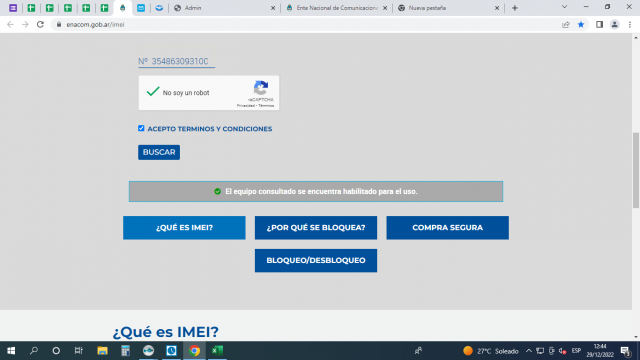 Admin
Ente Nacional de Comunicacione
Nueva pestaña
enacom.gob.ar/imei
Nº 35486309310
No soy un robot
reCAPTCHA
Privacidad - Términos
ACEPTO TERMINOS Y CONDICIONES
BUSCAR
El equipo consultado se encuentra habilitado para el uso.
¿QUÉ ES IMEI?
¿POR QUÉ SE BLOQUEA?
COMPRA SEGURA
BLOQUEO/DESBLOQUEO
¿Qué es IMEI?
27°C Soleado
ESP
12:44
29/12/2022